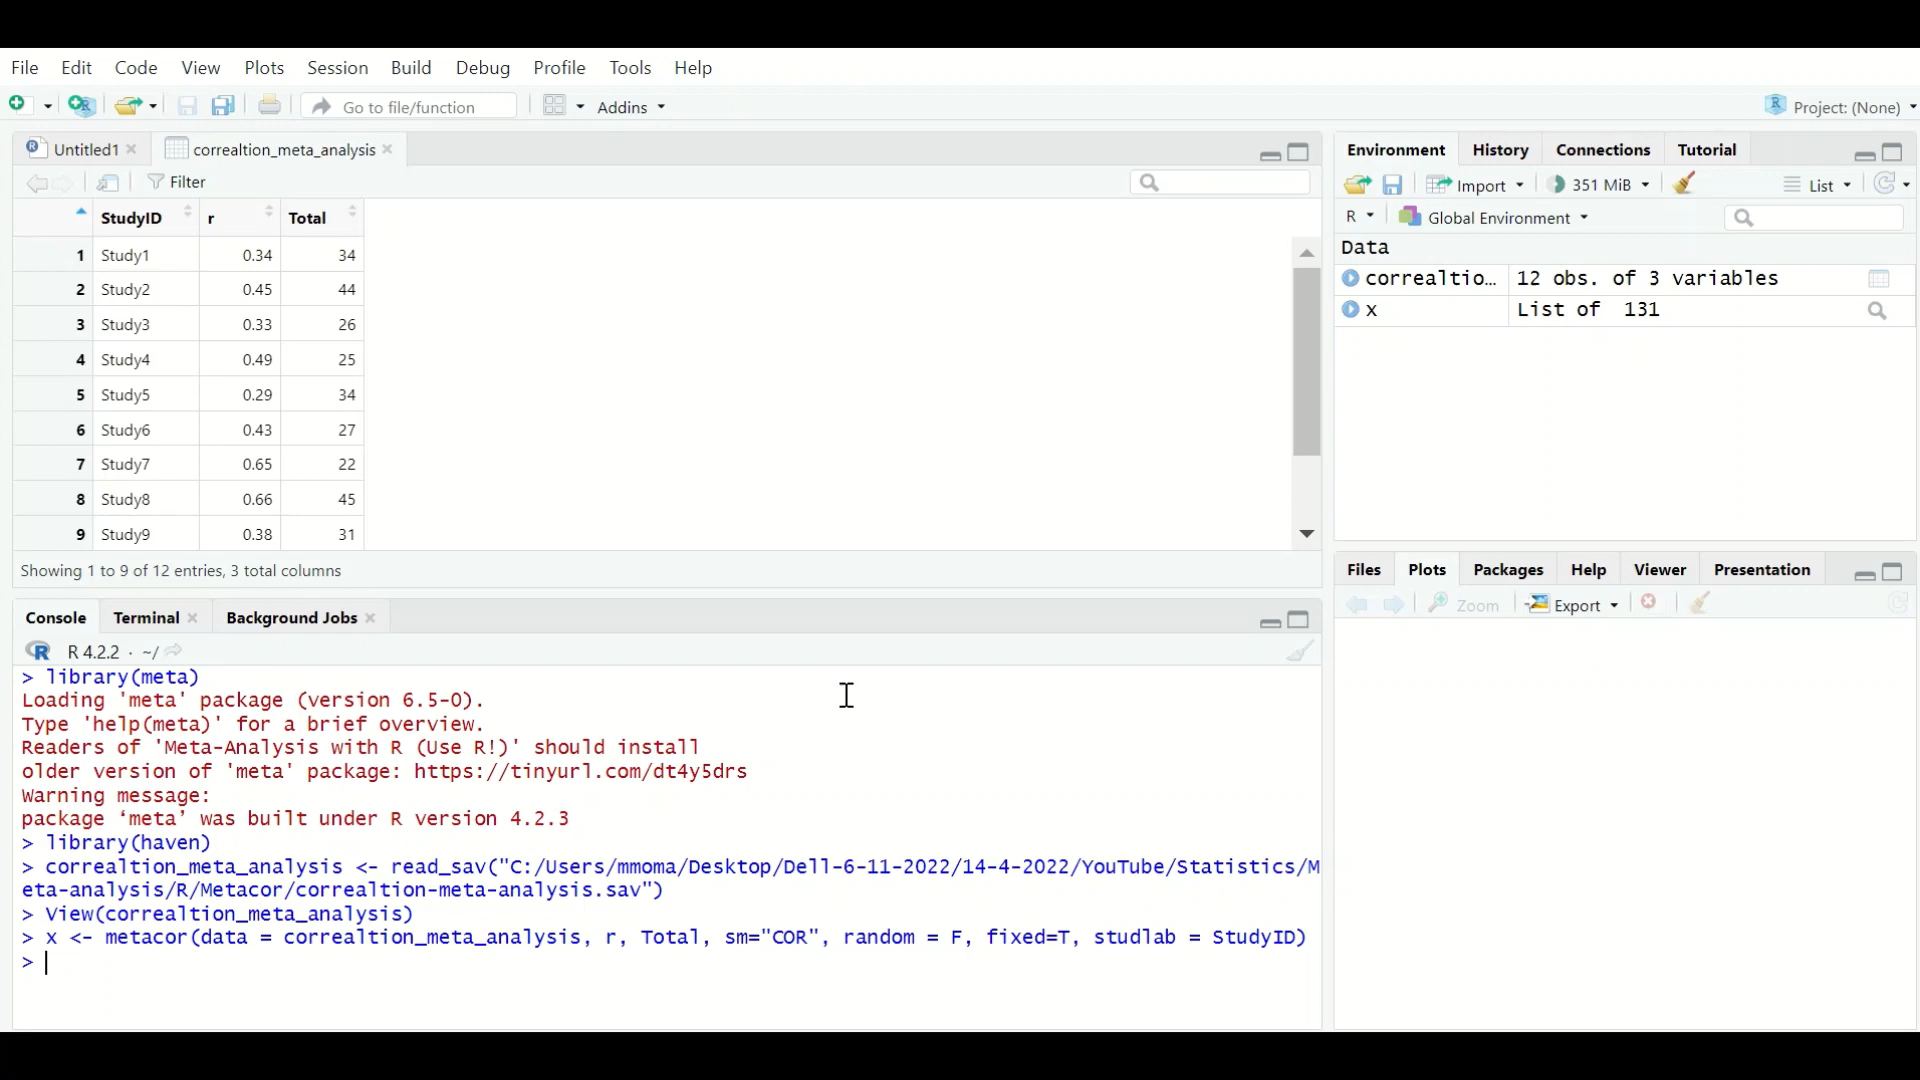 File Edit Code View Plots Session Build Debug Profile Tools Help
Go to file/function Addins Project: (None)
Untitled1 correaltion_meta_analysis
Filter
StudyID r Total
1 Study1 0.34 34
2 Study2 0.45 44
3 Study3 0.33 26
4 Study4 0.49 25
5 Study5 0.29 34
6 Study6 0.43 27
7 Study7 0.65 22
8 Study8 0.66 45
9 Study9 0.38 31
Showing 1 to 9 of 12 entries, 3 total columns
Console Terminal Background Jobs
R R 4.2.2 · ~/
> library(meta)
Loading 'meta' package (version 6.5-0).
Type 'help(meta)' for a brief overview.
Readers of 'Meta-Analysis with R (Use R!)' should install
older version of 'meta' package: https://tinyurl.com/dt4y5drs
Warning message:
package ‘meta’ was built under R version 4.2.3
> library(haven)
> correaltion_meta_analysis <- read_sav("C:/Users/mmoma/Desktop/Dell-6-11-2022/14-4-2022/YouTube/Statistics/M
eta-analysis/R/Metacor/correaltion-meta-analysis.sav")
> View(correaltion_meta_analysis)
> x <- metacor(data = correaltion_meta_analysis, r, Total, sm="COR", random = F, fixed=T, studlab = StudyID)
>
Environment History Connections Tutorial
Import 351 MiB List
R Global Environment
Data
correaltio… 12 obs. of 3 variables
x List of 131
Files Plots Packages Help Viewer Presentation
Zoom Export